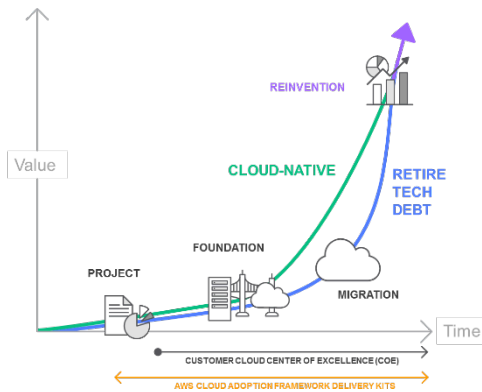 REINVENTION
Value
CLOUD-NATIVE
RETIRE
TECH
DEBT
FOUNDATION
PROJECT
MIGRATION
Time
CUSTOMER CLOUD CENTER OF EXCELLENCE (COE)
AWS CLOUD ADOPTION FRAMEWORK DELIVERY KITS